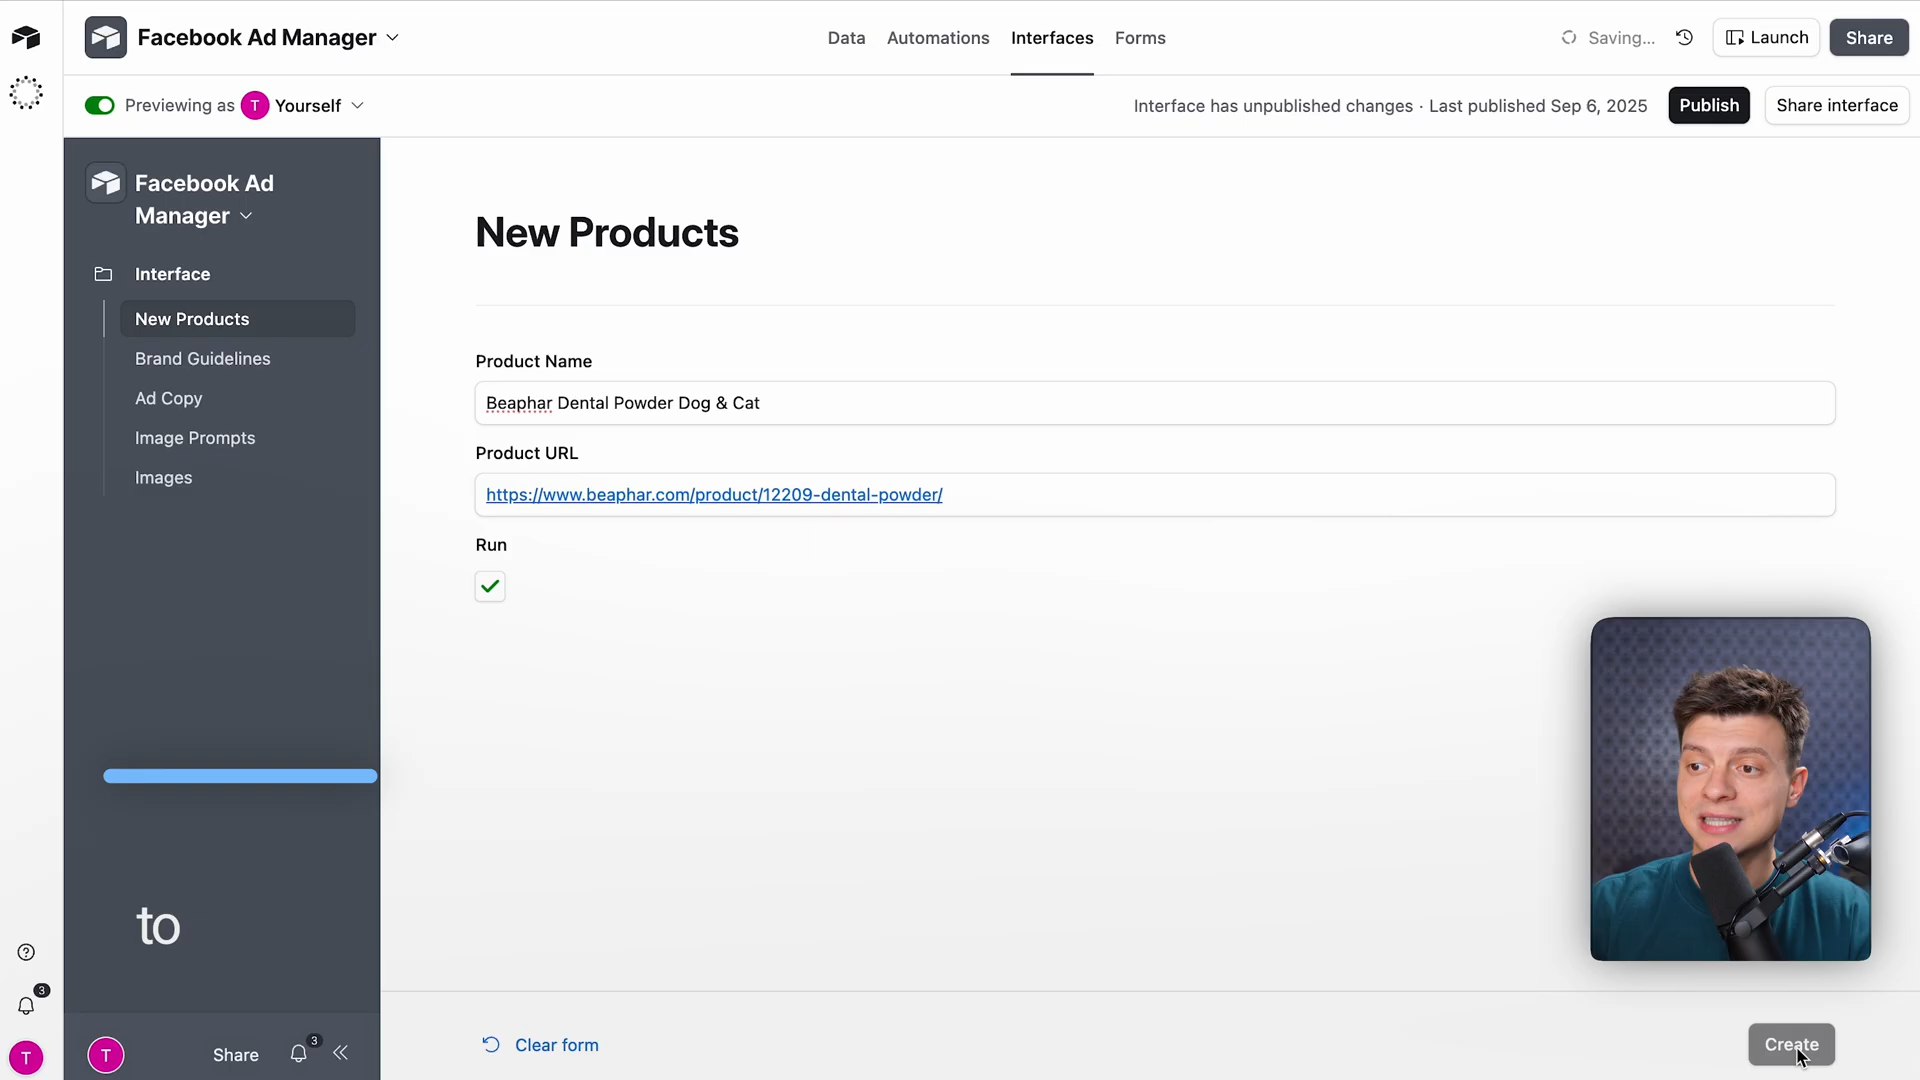 Facebook Ad Manager
Data
Automations
Interfaces
Forms
Saving...
Launch
Share
Previewing as
T
Yourself
Interface has unpublished changes · Last published Sep 6, 2025
Publish
Share interface
Facebook Ad
Manager
Interface
New Products
Brand Guidelines
Ad Copy
Image Prompts
Images
New Products
Product Name
Beaphar Dental Powder Dog & Cat
Product URL
https://www.beaphar.com/product/12209-dental-powder/
Run
to
3
T
T
Share
3
Clear form
Create